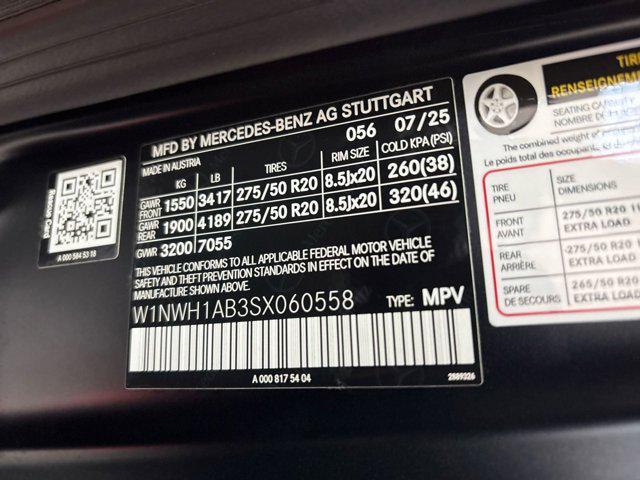 MFD BY MERCEDES-BENZ AG STUTTGART
MADE IN AUSTRIA 056 07/25
KG LB TIRES RIM SIZE COLD KPA(PSI)
GAWR FRONT 1550 3417 275/50 R20 8.5Jx20 260(38)
GAWR REAR 1900 4189 275/50 R20 8.5Jx20 320(46)
GVWR 3200 7055
THIS VEHICLE CONFORMS TO ALL APPLICABLE FEDERAL MOTOR VEHICLE
SAFETY AND THEFT PREVENTION STANDARDS IN EFFECT ON THE DATE OF
MANUFACTURE SHOWN ABOVE.
W1NWH1AB3SX060558 TYPE: MPV
A 000 817 54 04
2589326
Rescue Card
A 000 584 53 18
TIRE
RENSEIGNEME
SEATING CAPACITY
NOMBRE DE
The combined weight of
Le poids total des occupants
TIRE SIZE
PNEU DIMENSIONS
FRONT 275/50 R20
AVANT EXTRA LOAD
REAR 275/50 R20
ARRIÈRE EXTRA LOAD
SPARE 265/50 R20
DE SECOURS EXTRA LOAD